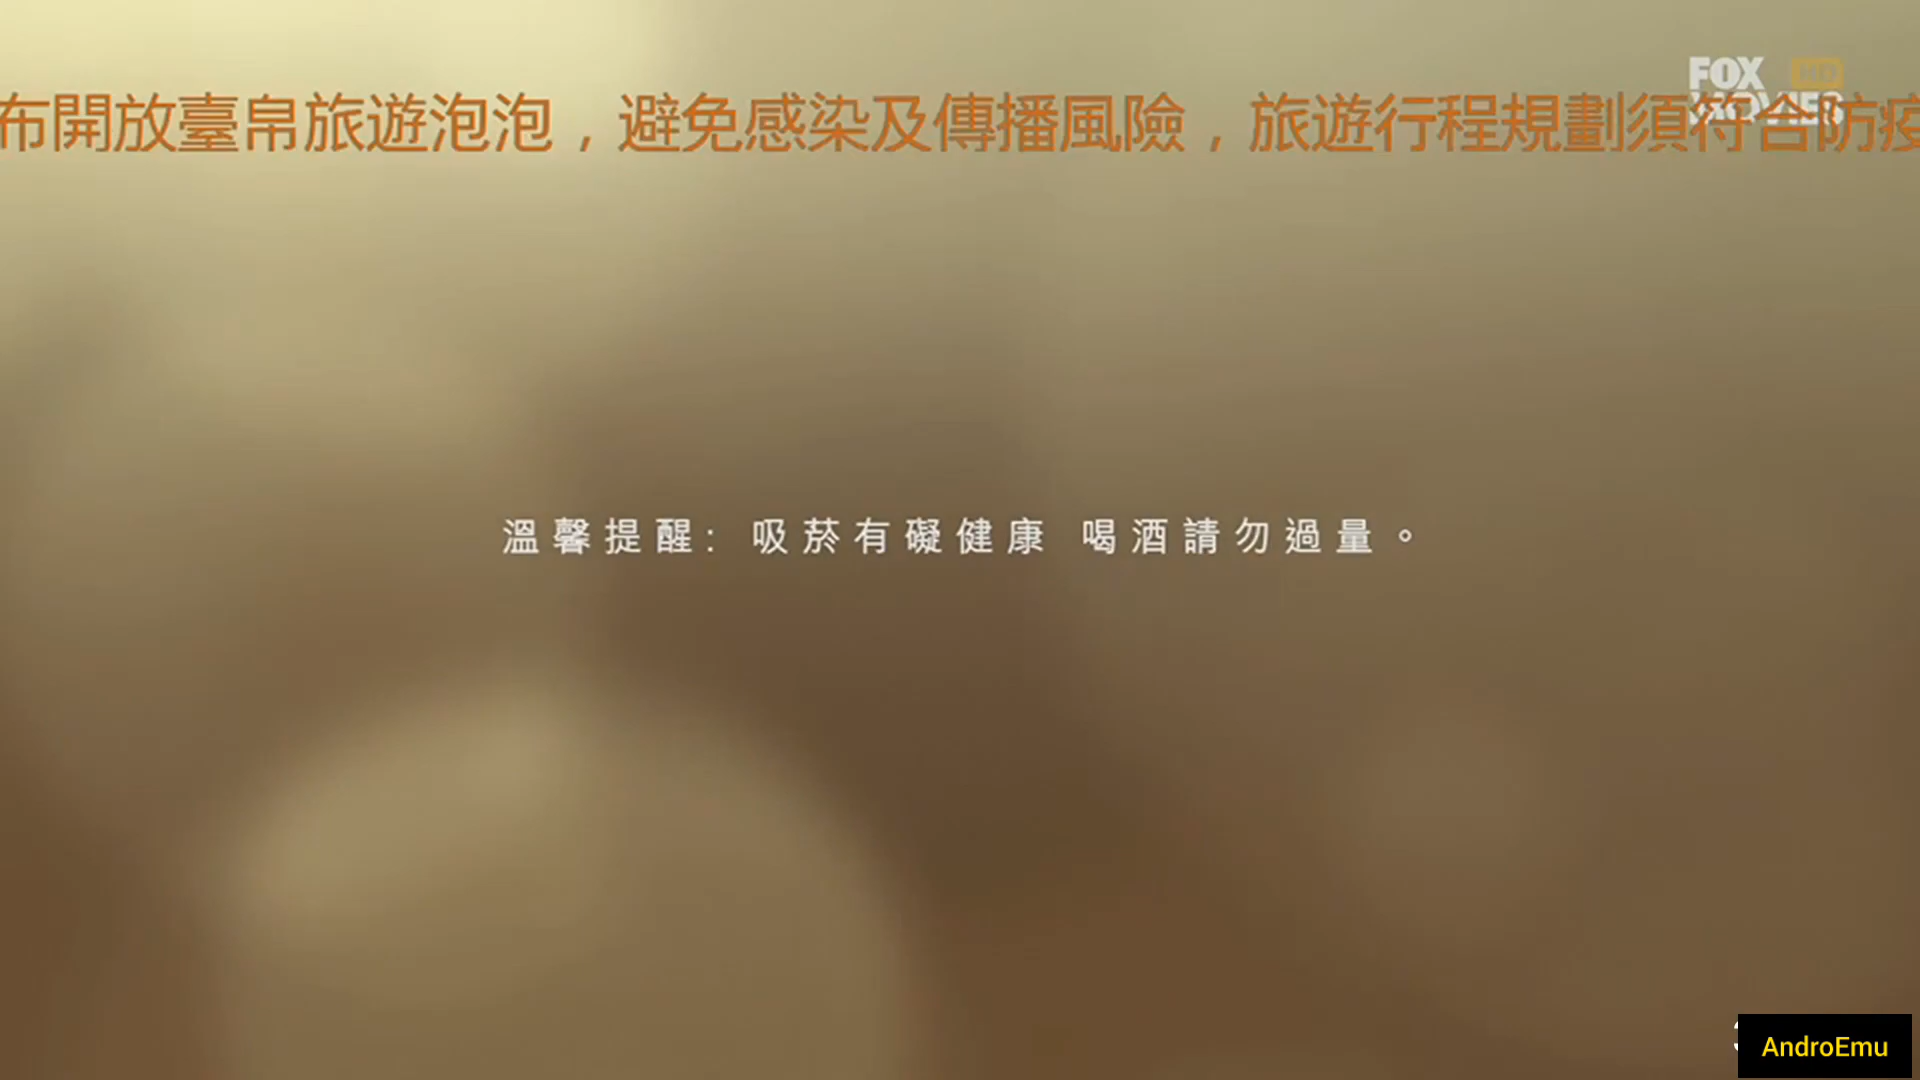 FOX HD
MOVIES
布開放臺帛旅遊泡泡，避免感染及傳播風險，旅遊行程規劃須符合防疫
溫馨提醒: 吸菸有礙健康 喝酒請勿過量。
AndroEmu